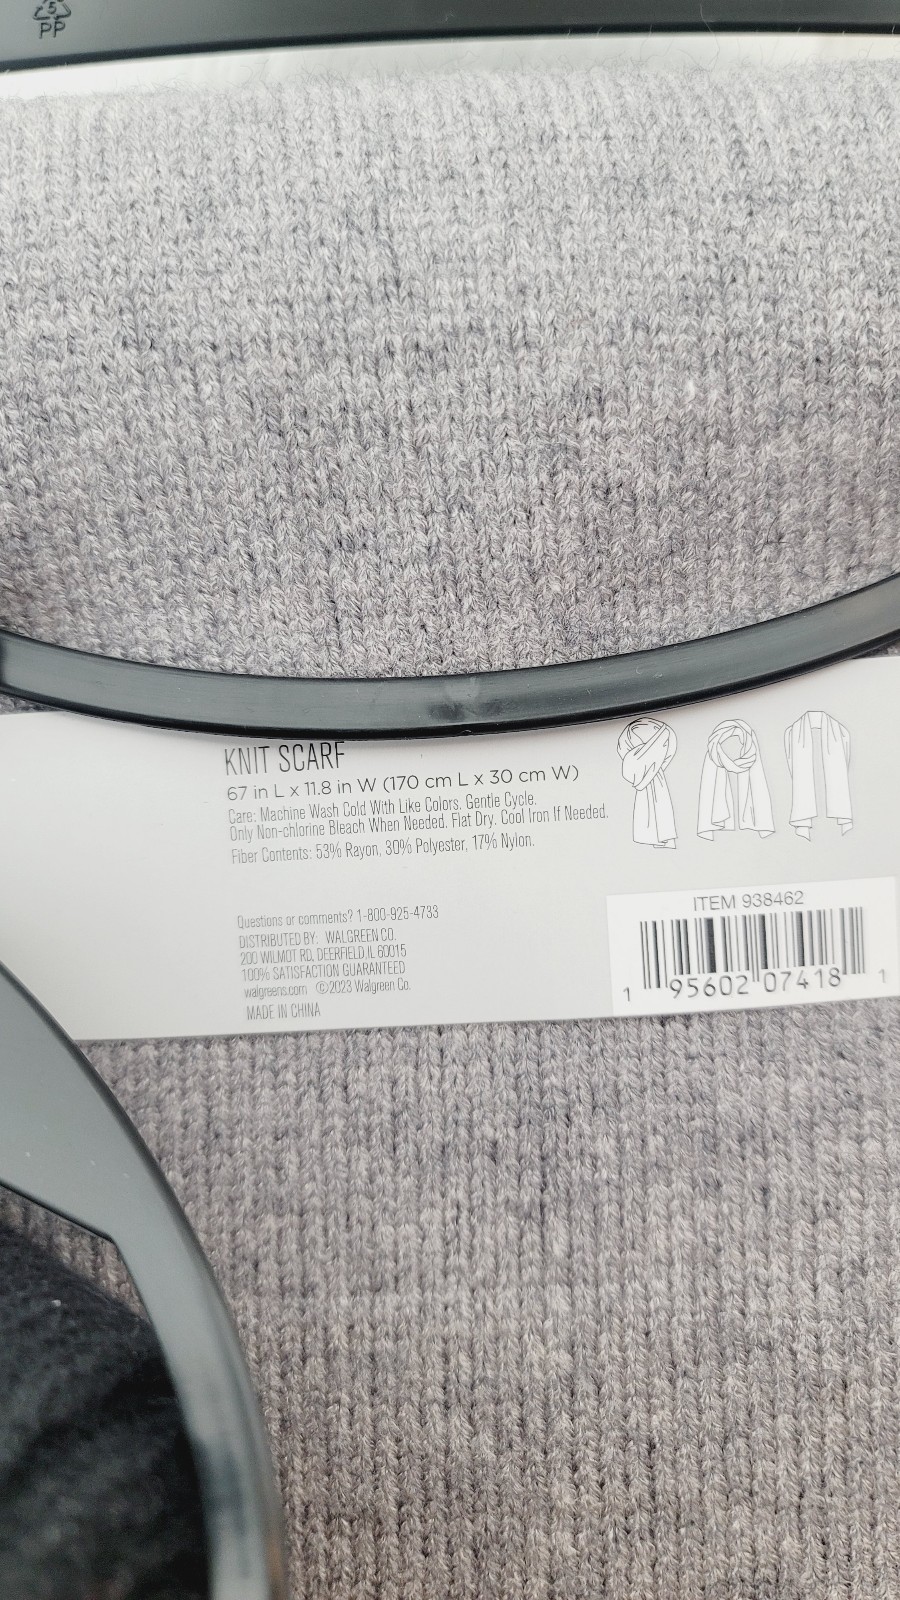 5
PP
KNIT SCARF
67 in L x 11.8 in W (170 cm L x 30 cm W)
Care: Machine Wash Cold With Like Colors. Gentle Cycle.
Only Non-chlorine Bleach When Needed. Flat Dry. Cool Iron If Needed.
Fiber Contents: 53% Rayon, 30% Polyester, 17% Nylon.
Questions or comments? 1-800-925-4733
DISTRIBUTED BY: WALGREEN CO.
200 WILMOT RD, DEERFIELD, IL 60015
100% SATISFACTION GUARANTEED
walgreens.com ©2023 Walgreen Co.
MADE IN CHINA
ITEM 938462
1 95602 07418 1